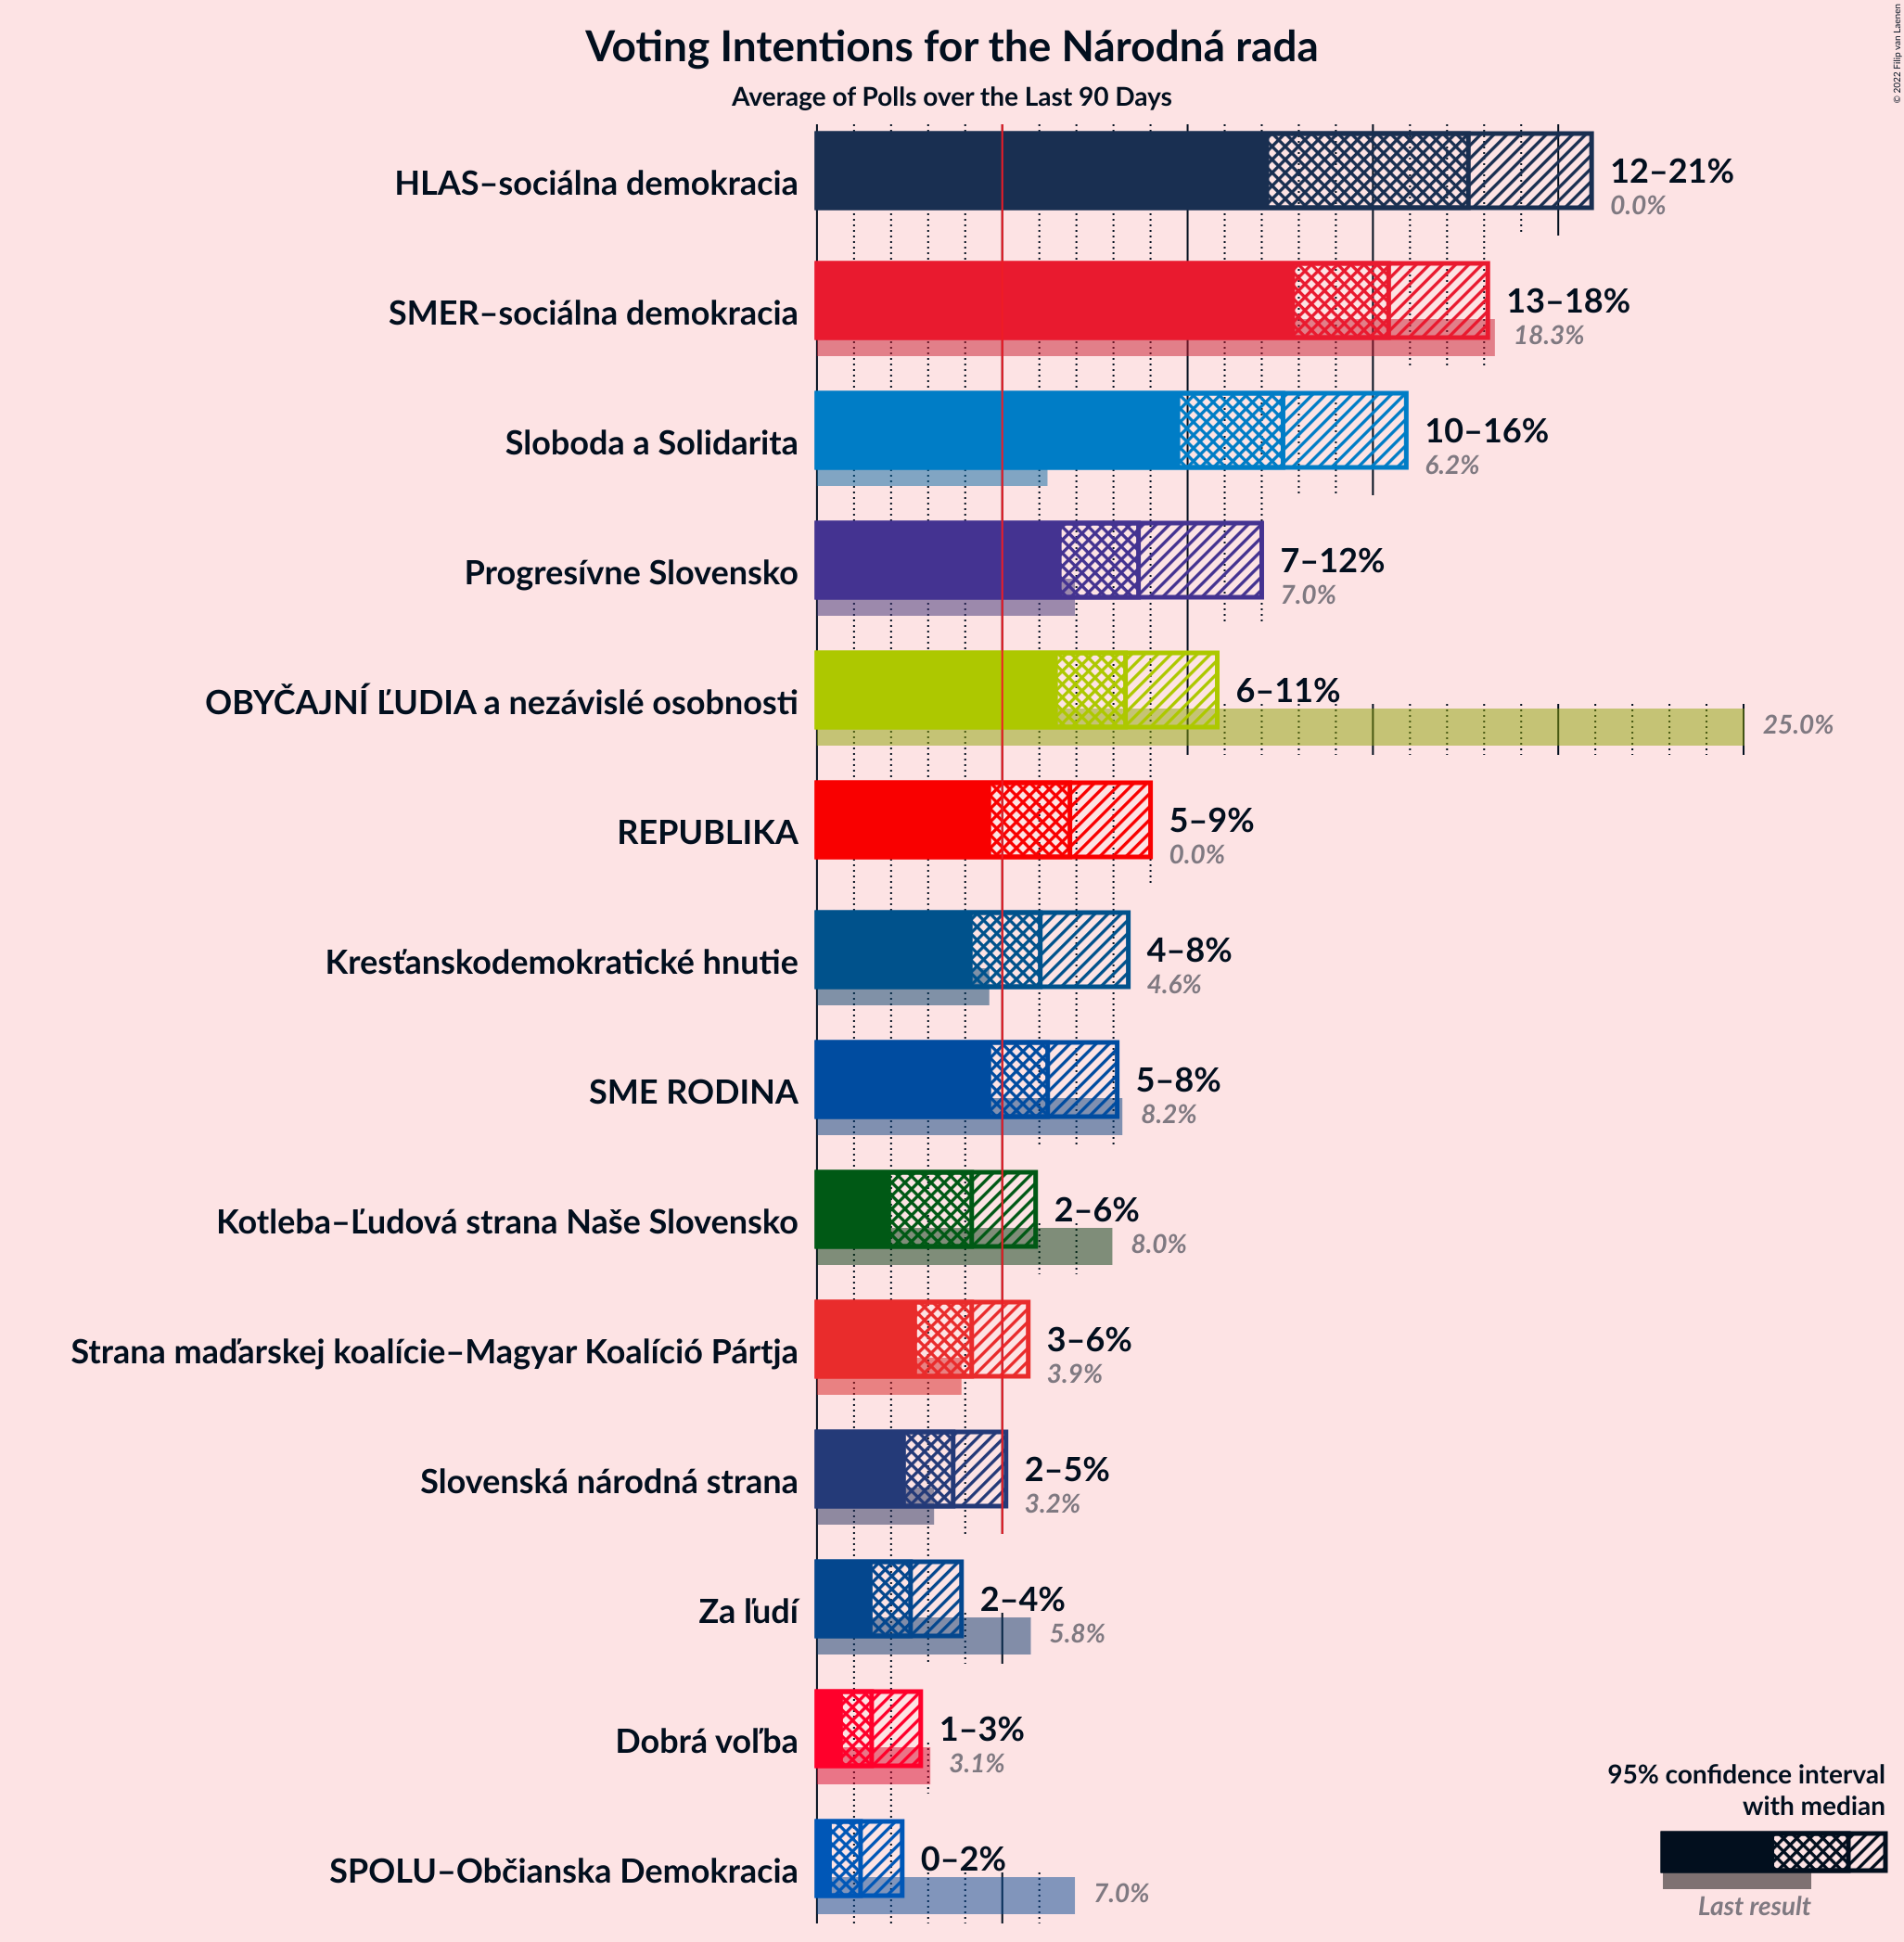 Voting Intentions for the Národná rada
Average of Polls over the Last 90 Days
© 2022 Filip van Laenen
HLAS–sociálna demokracia
12–21%
0.0%
SMER–sociálna demokracia
13–18%
18.3%
Sloboda a Solidarita
10–16%
6.2%
Progresívne Slovensko
7–12%
7.0%
OBYČAJNÍ ĽUDIA a nezávislé osobnosti
6–11%
25.0%
REPUBLIKA
5–9%
0.0%
Kresťanskodemokratické hnutie
4–8%
4.6%
SME RODINA
5–8%
8.2%
Kotleba–Ľudová strana Naše Slovensko
2–6%
8.0%
Strana maďarskej koalície–Magyar Koalíció Pártja
3–6%
3.9%
Slovenská národná strana
2–5%
3.2%
Za ľudí
2–4%
5.8%
Dobrá voľba
1–3%
3.1%
SPOLU–Občianska Demokracia
0–2%
7.0%
95% confidence interval
with median
Last result